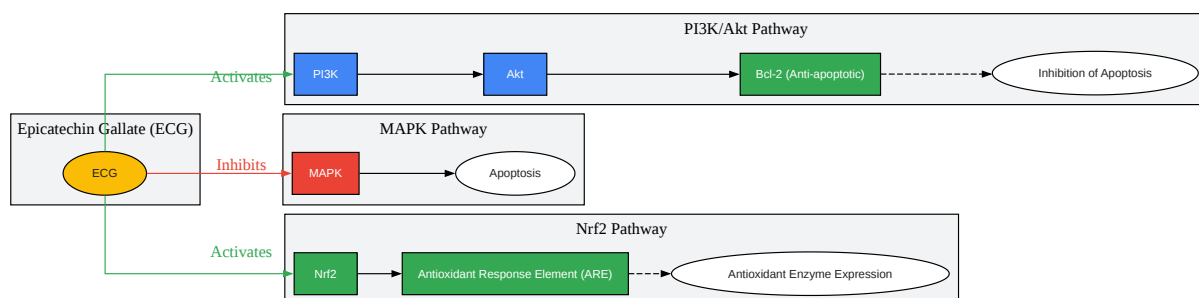 PI3K/Akt Pathway
Activates
PI3K
Akt
Bcl-2 (Anti-apoptotic)
Inhibition of Apoptosis
Epicatechin Gallate (ECG)
MAPK Pathway
ECG
Inhibits
MAPK
Apoptosis
Nrf2 Pathway
Activates
Nrf2
Antioxidant Response Element (ARE)
Antioxidant Enzyme Expression